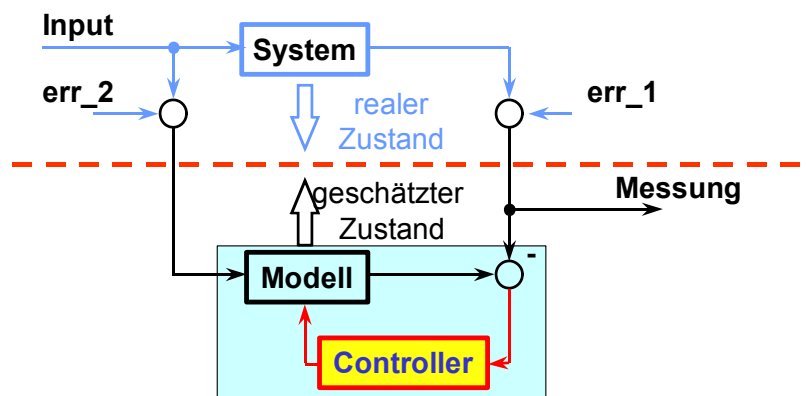 Input
System
err_2
realer
Zustand
err_1
geschätzter
Zustand
Messung
-
Modell
Controller